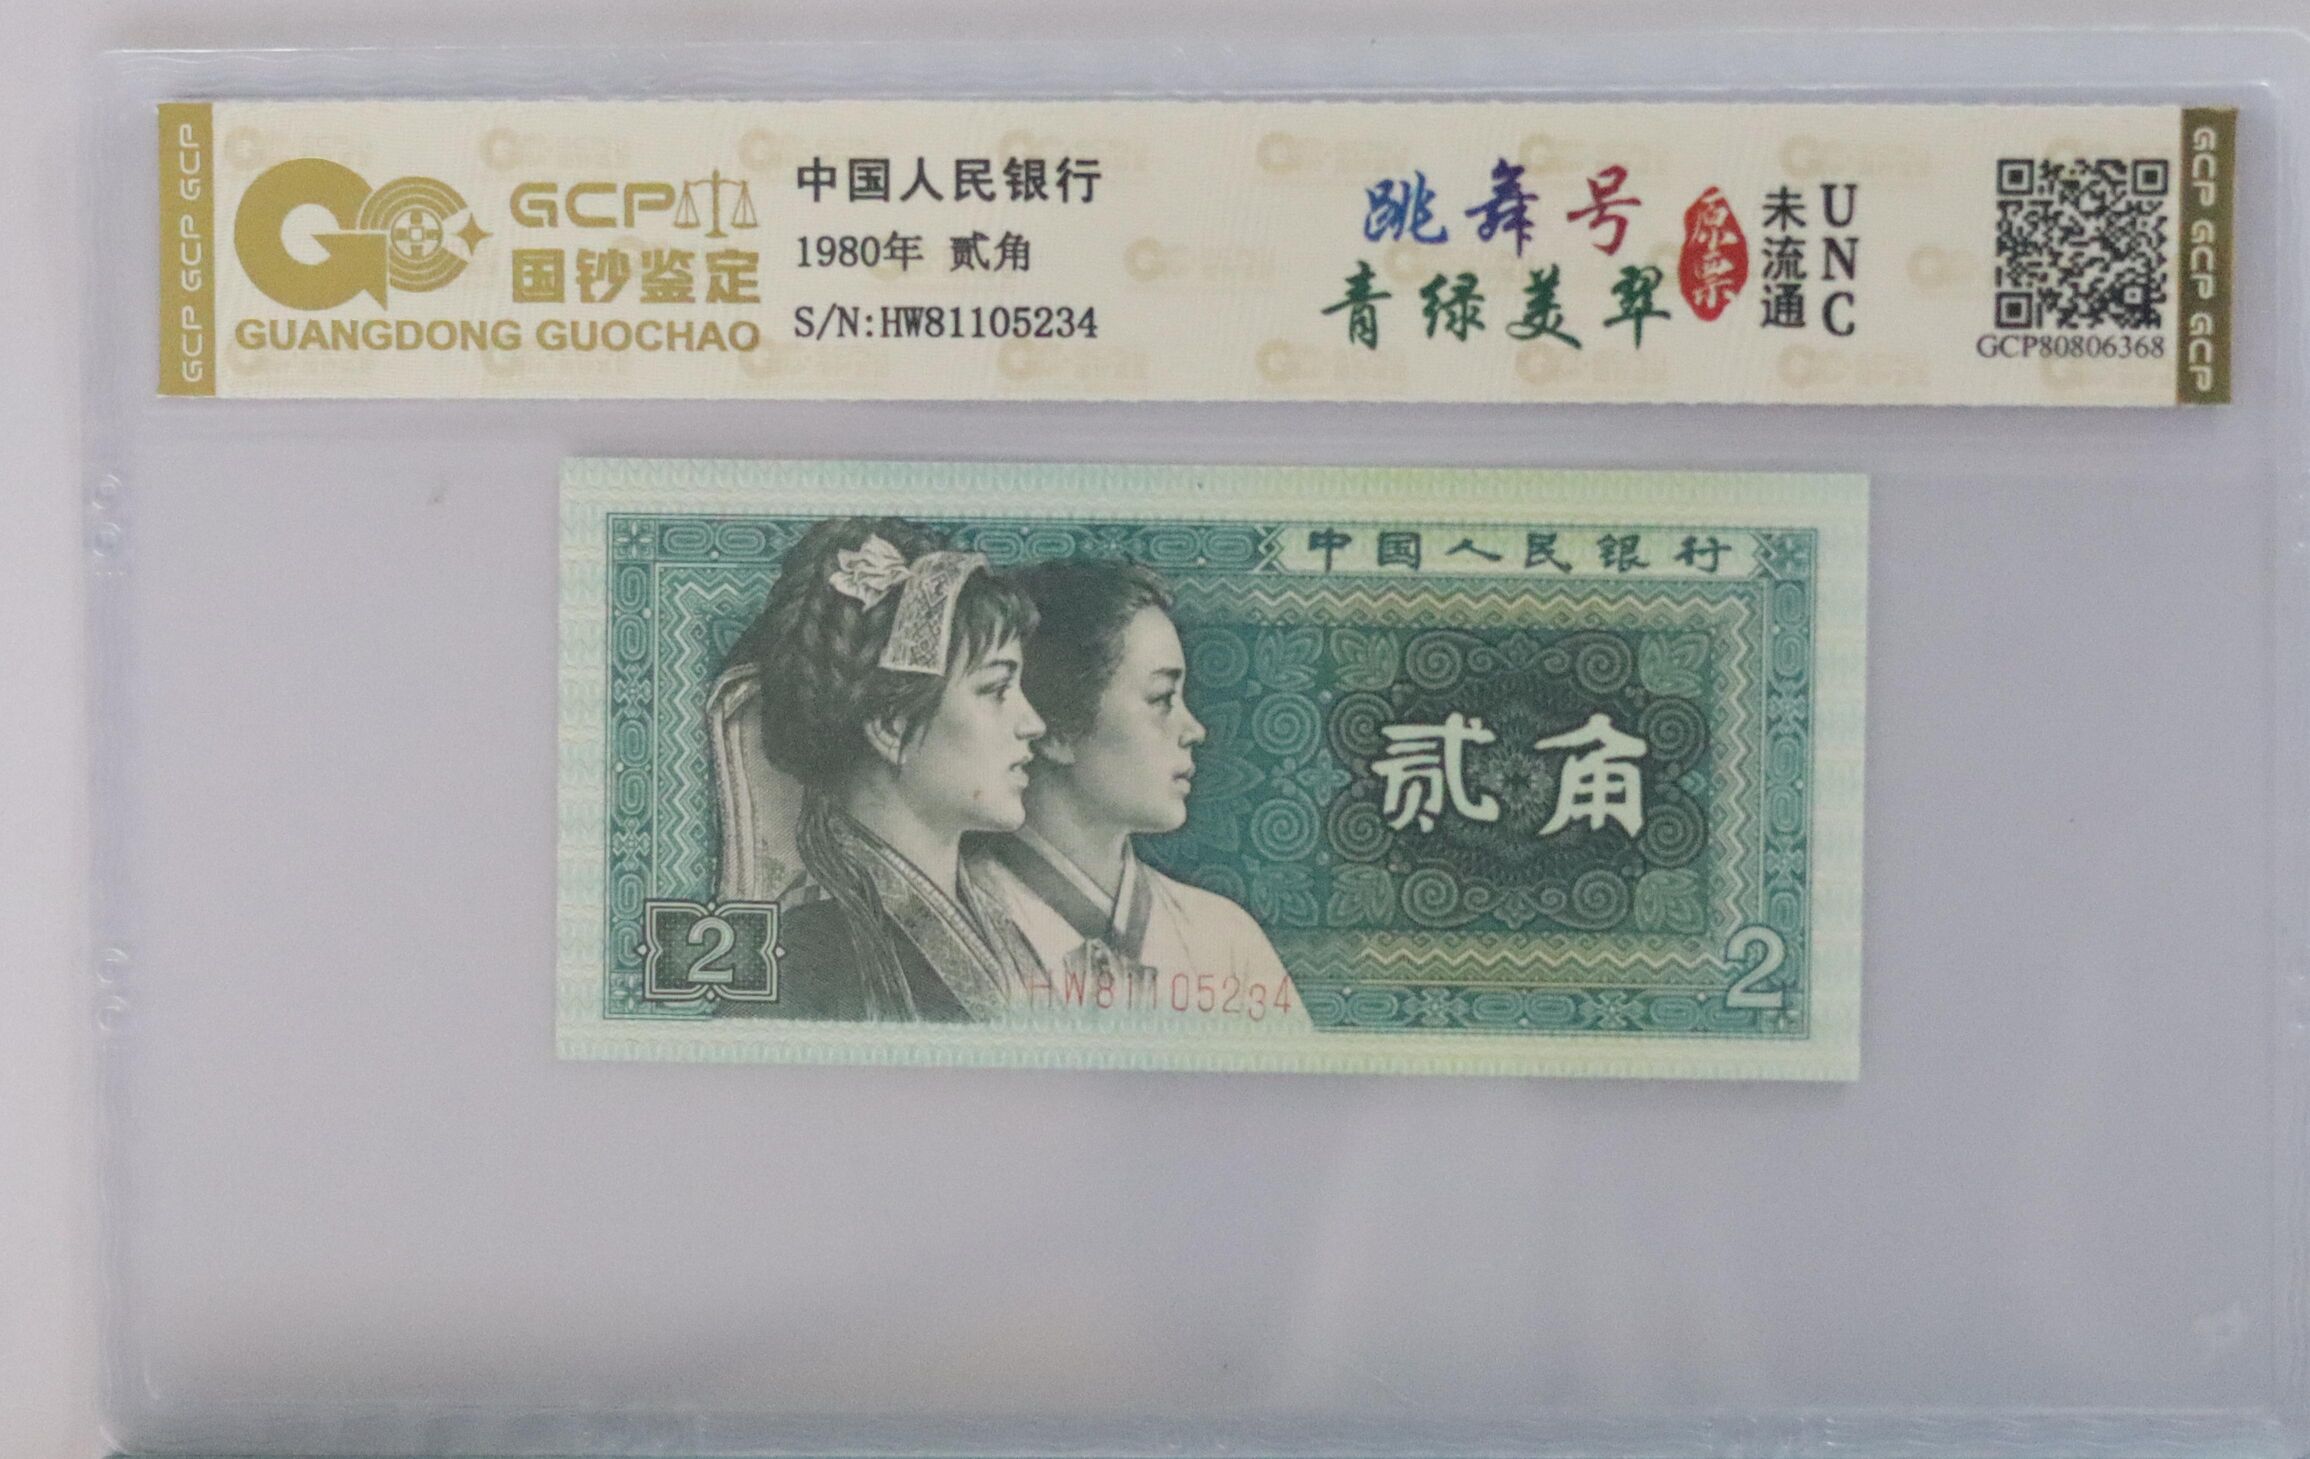 GCP GCP GCP
GCP
国钞鉴定
GUANGDONG GUOCHAO
中国人民银行
1980年 贰角
S/N:HW81105234
跳舞号
青绿美翠
原票
未流通
UNC
GCP80806368
GCP GCP GCP
中国人民银行
贰角
2
HW81105234
2